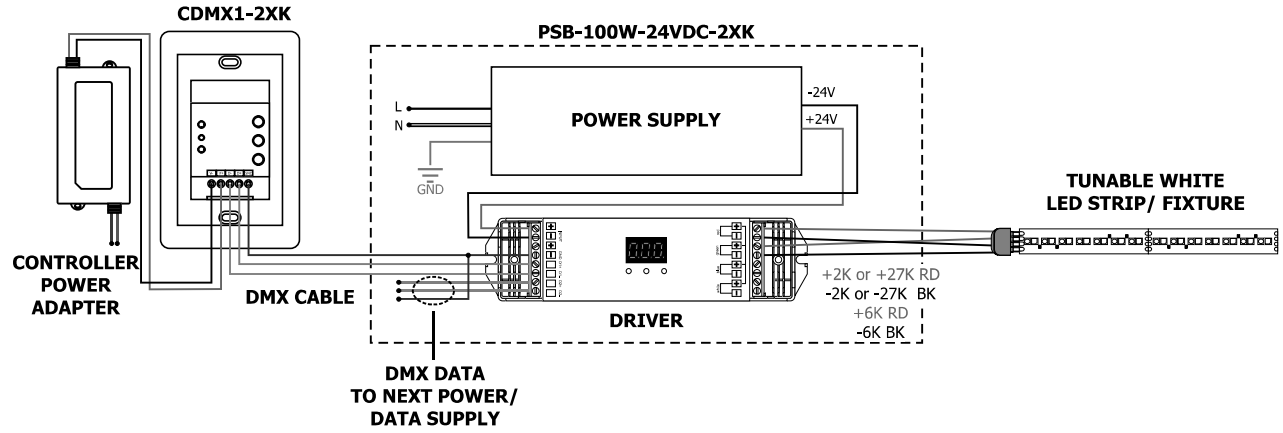 CDMX1-2XK
PSB-100W-24VDC-2XK
L
N
GND
POWER SUPPLY
-24V
+24V
TUNABLE WHITE
LED STRIP/ FIXTURE
CONTROLLER
POWER
ADAPTER
DMX CABLE
000
DRIVER
+2K or +27K RD
-2K or -27K BK
+6K RD
-6K BK
DMX DATA
TO NEXT POWER/
DATA SUPPLY